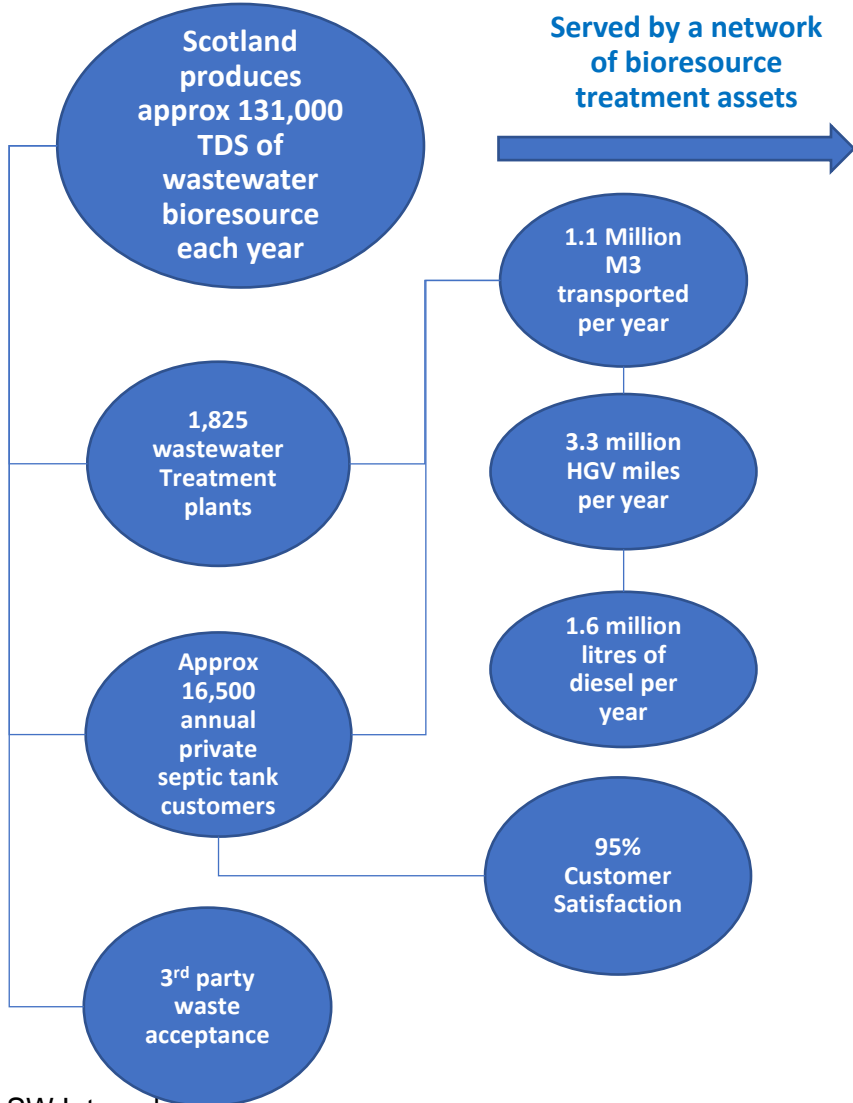 Scotland
produces
approx 131,000
TDS of
wastewater
bioresource
each year
Served by a network
of bioresource
treatment assets
1.1 Million
M3
transported
per year
1,825
wastewater
Treatment
plants
3.3 million
HGV miles
per year
Approx
16,500
annual
private
septic tank
customers
1.6 million
litres of
diesel per
year
95%
Customer
Satisfaction
3rd party
waste
acceptance
SW